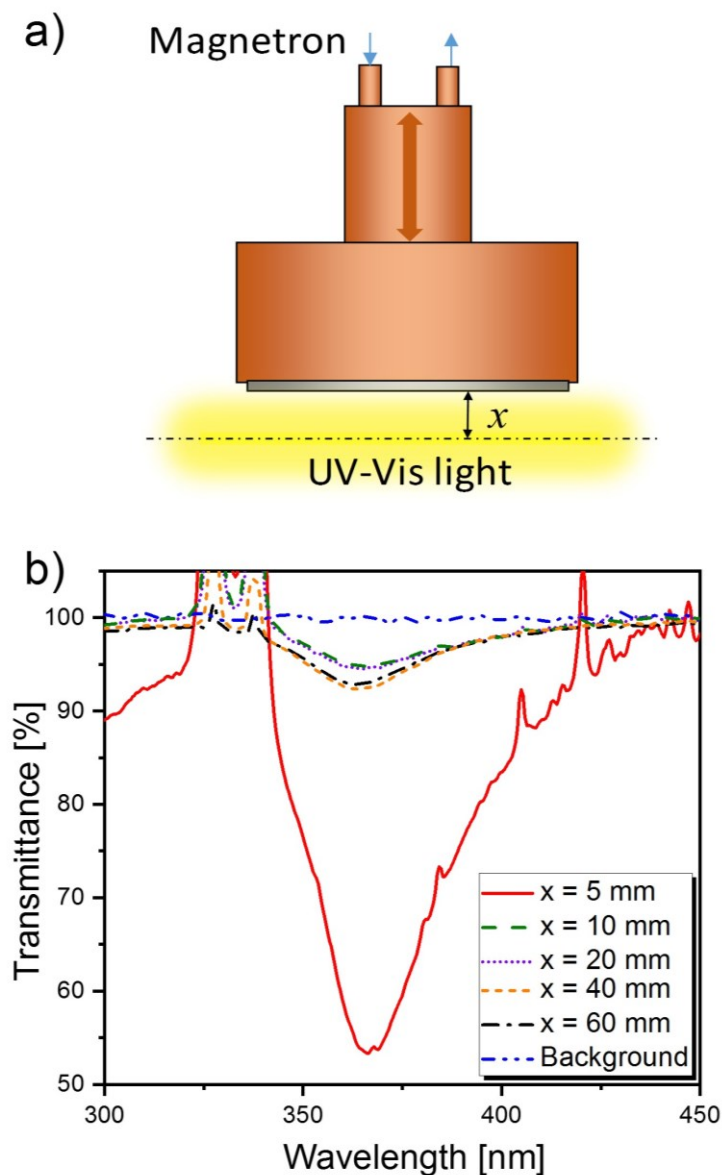 a)
Magnetron
x
UV-Vis light
b)
100
90
80
70
60
50
Transmittance [%]
x = 5 mm
x = 10 mm
x = 20 mm
x = 40 mm
x = 60 mm
Background
300
350
400
450
Wavelength [nm]